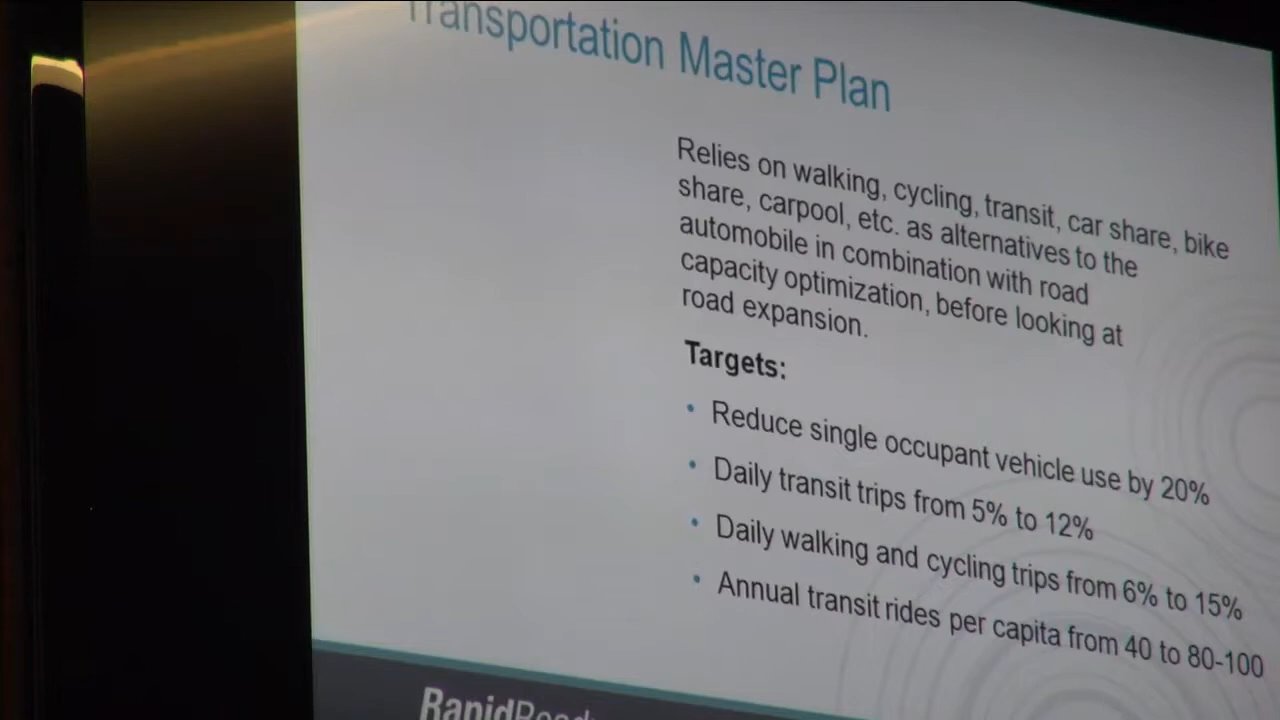 Transportation Master Plan
Relies on walking, cycling, transit, car share, bike
share, carpool, etc. as alternatives to the
automobile in combination with road
capacity optimization, before looking at
road expansion.
Targets:
• Reduce single occupant vehicle use by 20%
• Daily transit trips from 5% to 12%
• Daily walking and cycling trips from 6% to 15%
• Annual transit rides per capita from 40 to 80-100
RapidReady